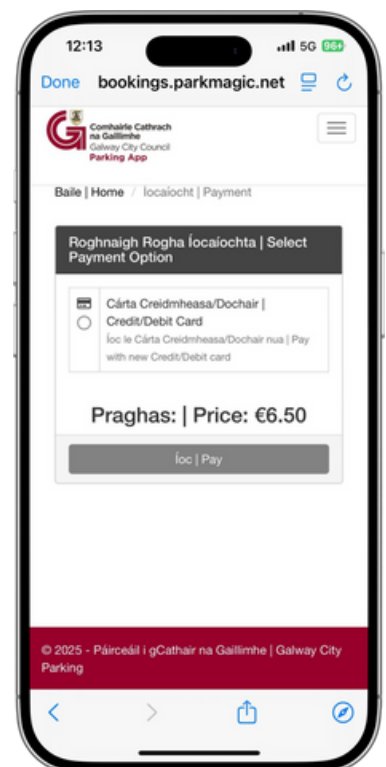 12:13
5G 96+
Done bookings.parkmagic.net
Comhairle Cathrach
na Gaillimhe
Galway City Council
Parking App
Baile | Home / Íocaíocht | Payment
Roghnaigh Rogha Íocaíochta | Select
Payment Option
Cárta Creidmheasa/Dochair |
Credit/Debit Card
Íoc le Cárta Creidmheasa/Dochair nua | Pay
with new Credit/Debit card
Praghas: | Price: €6.50
Íoc | Pay
© 2025 - Páirceáil i gCathair na Gaillimhe | Galway City
Parking